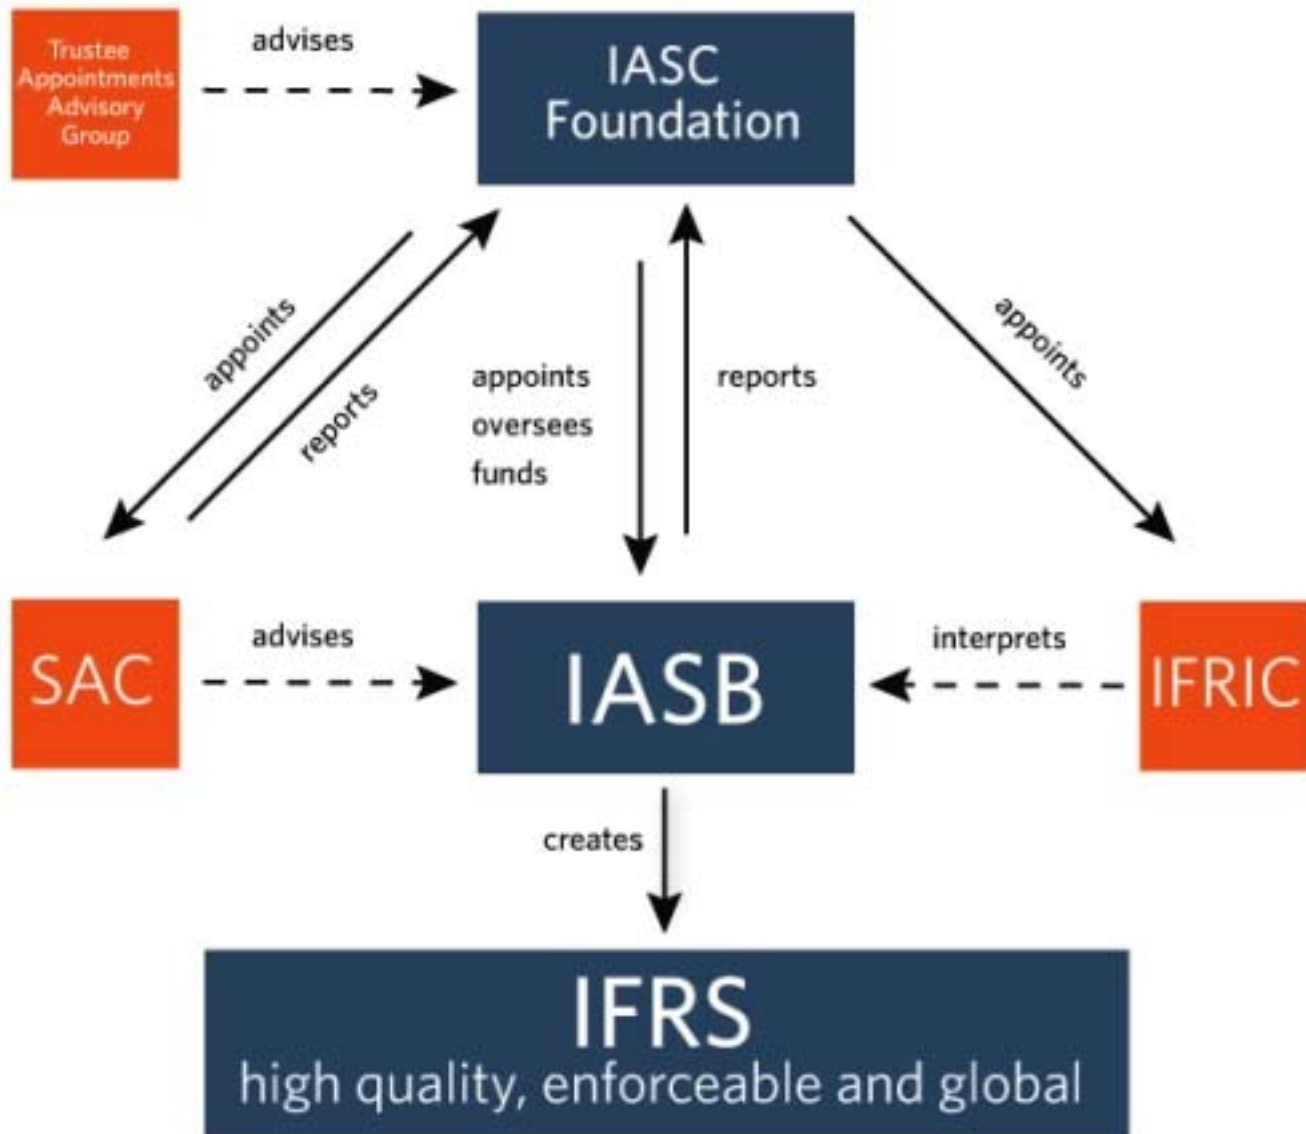 Trustee
Appointments
Advisory
Group
advises
IASC
Foundation
appoints
reports
appoints
oversees
funds
reports
appoints
SAC
advises
IASB
interprets
IFRIC
creates
IFRS
high quality, enforceable and global